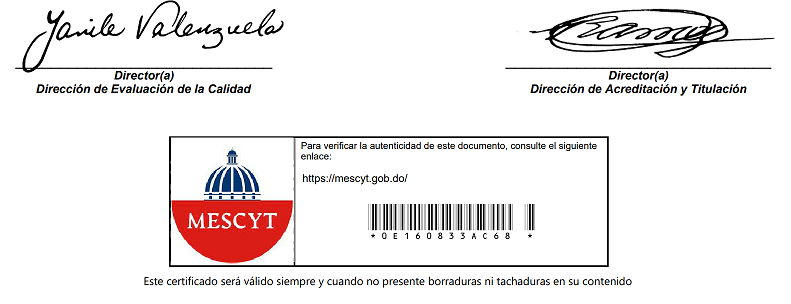 Yanile Valenzuela
Director(a)
Dirección de Evaluación de la Calidad
Director(a)
Dirección de Acreditación y Titulación
MESCYT
Para verificar la autenticidad de este documento, consulte el siguiente
enlace:
https://mescyt.gob.do/
*0E160833AC68 *
Este certificado será válido siempre y cuando no presente borraduras ni tachaduras en su contenido